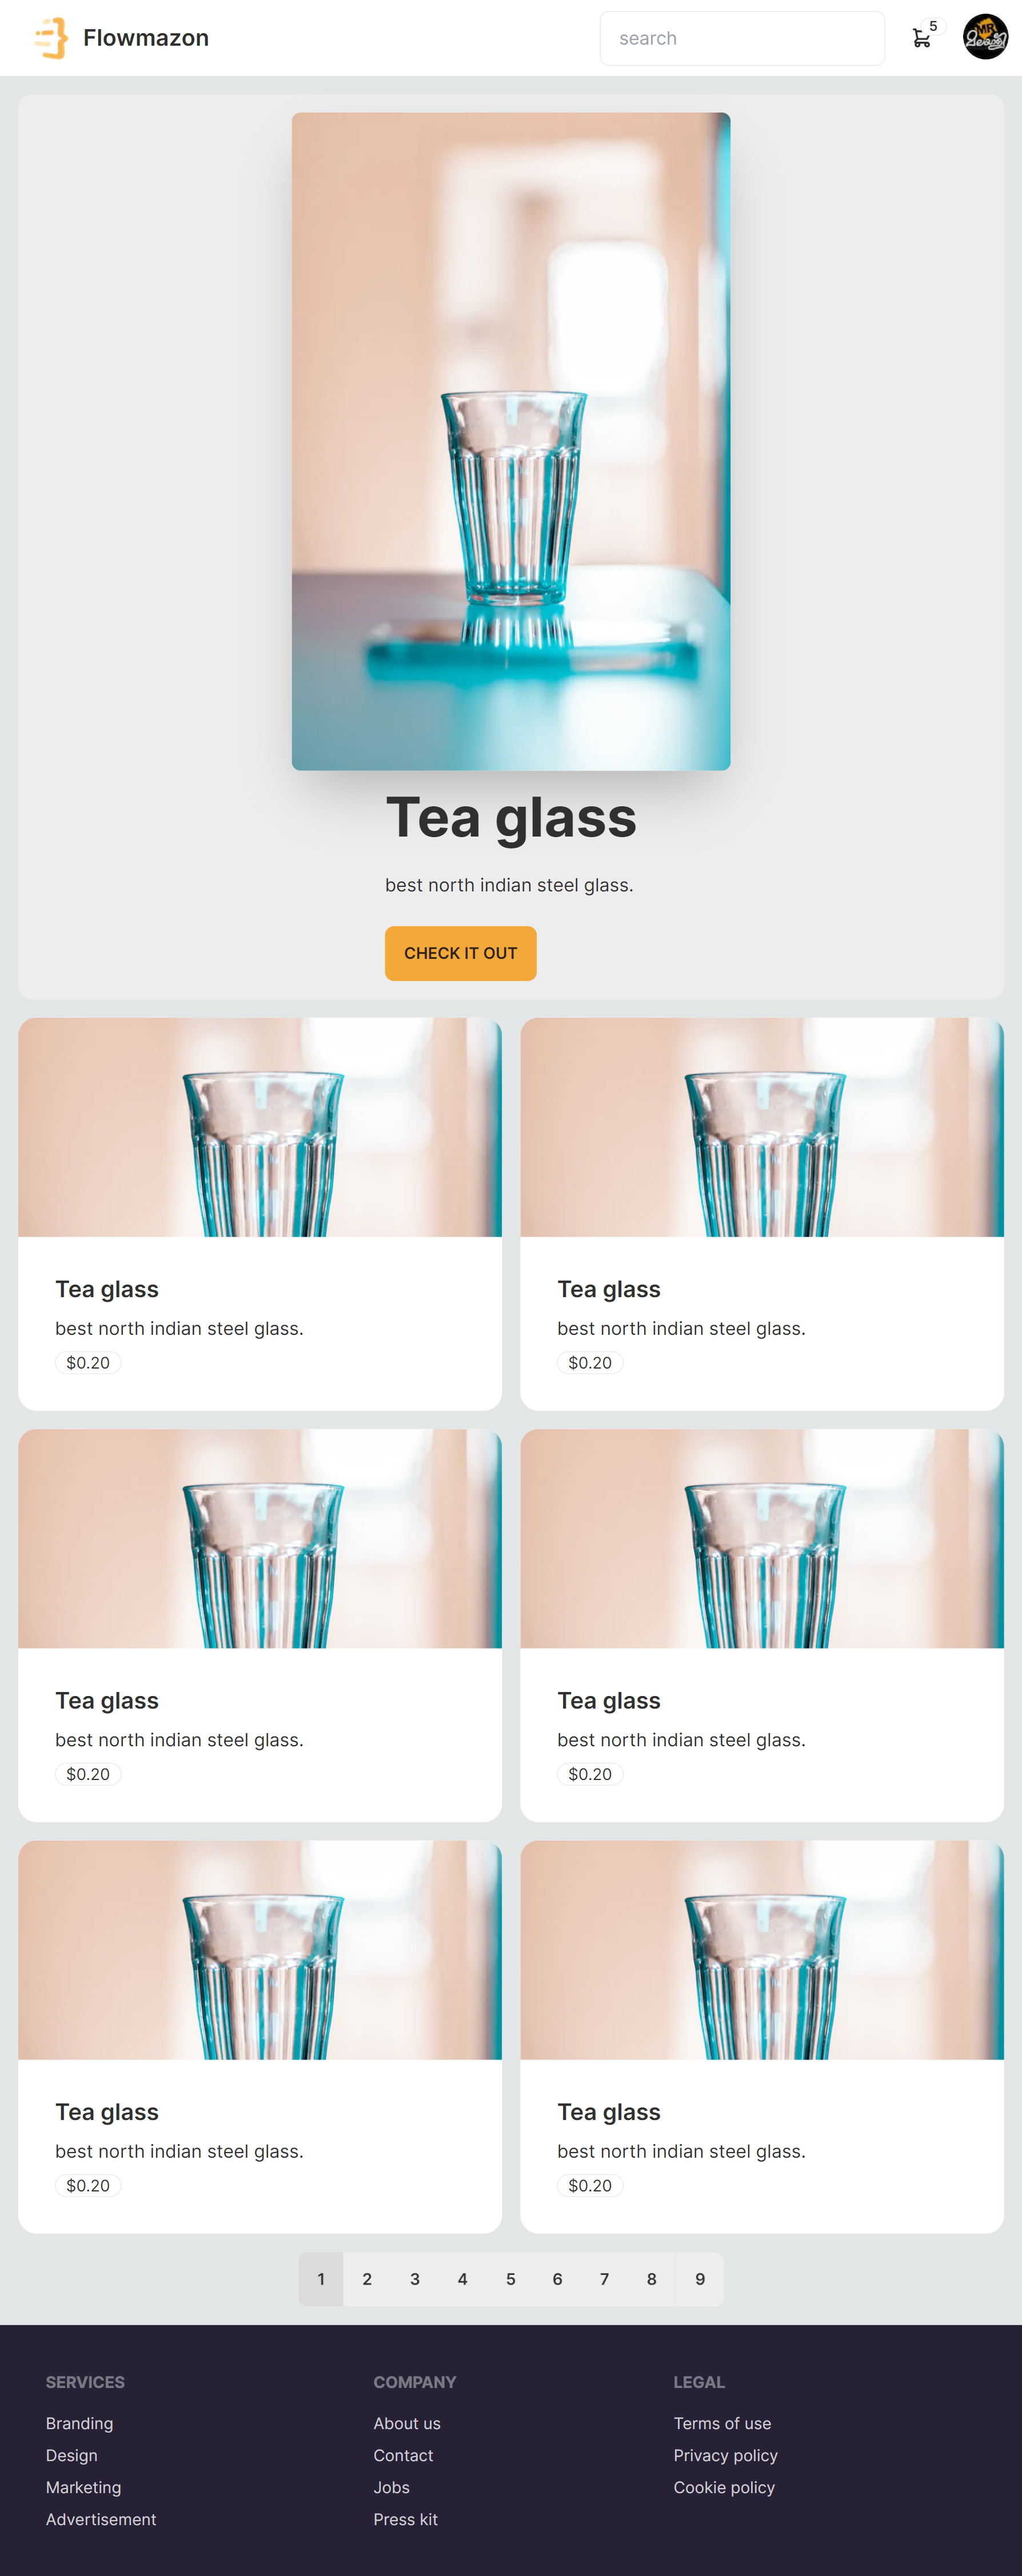 Flowmazon
search
5
MR
Tea glass
best north indian steel glass.
CHECK IT OUT
Tea glass
best north indian steel glass.
$0.20
Tea glass
best north indian steel glass.
$0.20
Tea glass
best north indian steel glass.
$0.20
Tea glass
best north indian steel glass.
$0.20
Tea glass
best north indian steel glass.
$0.20
Tea glass
best north indian steel glass.
$0.20
1 2 3 4 5 6 7 8 9
SERVICES
Branding
Design
Marketing
Advertisement
COMPANY
About us
Contact
Jobs
Press kit
LEGAL
Terms of use
Privacy policy
Cookie policy